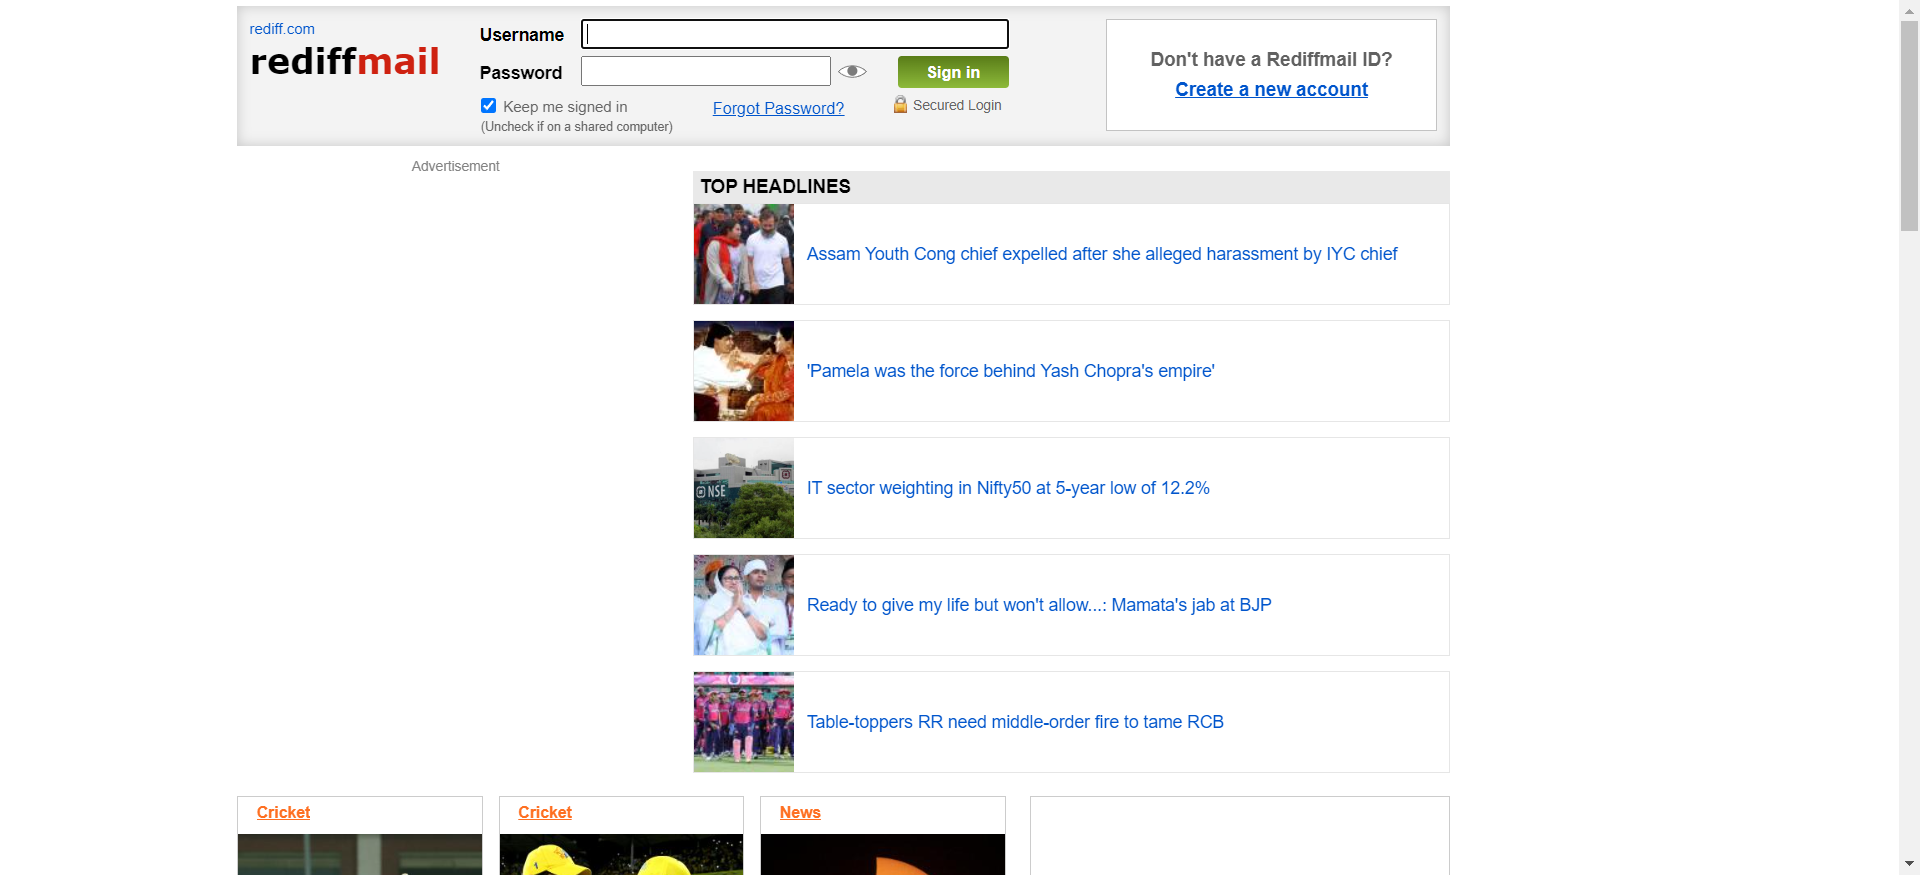 rediff.com
rediffmail
Username
Password
Sign in
Keep me signed in
(Uncheck if on a shared computer)
Forgot Password?
Secured Login
Don't have a Rediffmail ID?
Create a new account
Advertisement
TOP HEADLINES
Assam Youth Cong chief expelled after she alleged harassment by IYC chief
'Pamela was the force behind Yash Chopra's empire'
NSE
IT sector weighting in Nifty50 at 5-year low of 12.2%
Ready to give my life but won't allow...: Mamata's jab at BJP
Table-toppers RR need middle-order fire to tame RCB
Cricket
Cricket
News